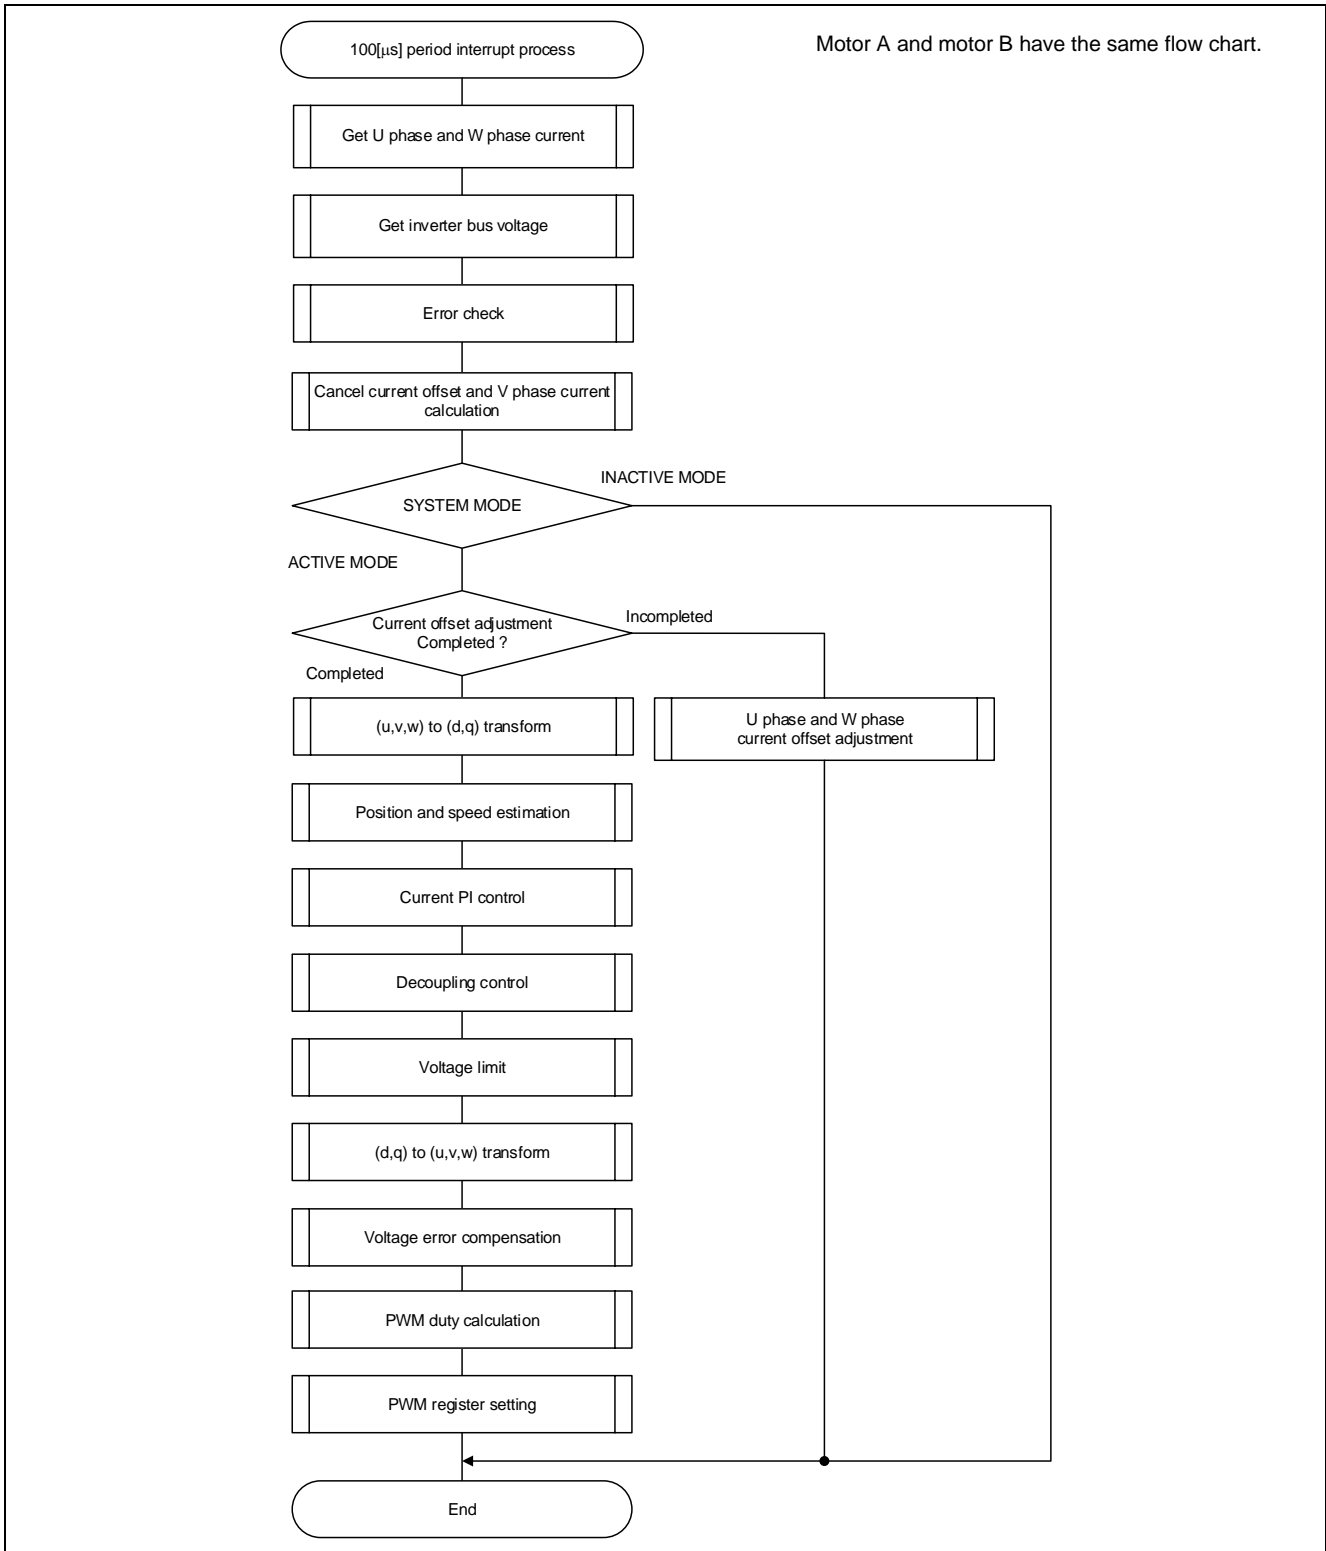 100[μs] period interrupt process
Motor A and motor B have the same flow chart.
Get U phase and W phase current
Get inverter bus voltage
Error check
Cancel current offset and V phase current
calculation
INACTIVE MODE
SYSTEM MODE
ACTIVE MODE
Current offset adjustment
Completed ?
Incompleted
Completed
(u,v,w) to (d,q) transform
U phase and W phase
current offset adjustment
Position and speed estimation
Current PI control
Decoupling control
Voltage limit
(d,q) to (u,v,w) transform
Voltage error compensation
PWM duty calculation
PWM register setting
End